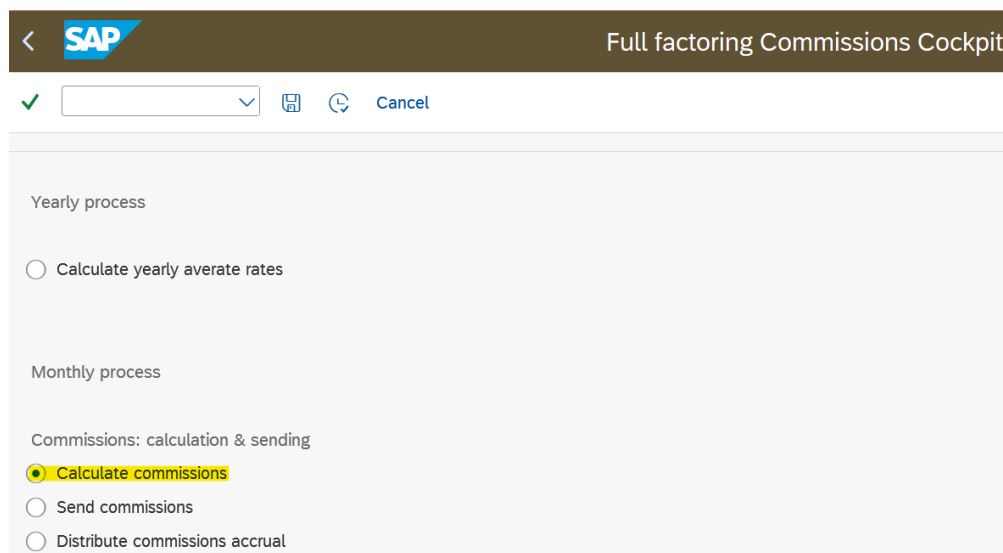 SAP
Full factoring Commissions Cockpit
Cancel
Yearly process
Calculate yearly averate rates
Monthly process
Commissions: calculation & sending
Calculate commissions
Send commissions
Distribute commissions accrual